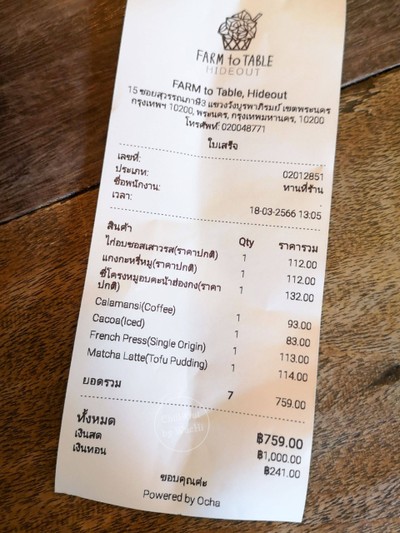 FARM to TABLE
HIDEOUT
FARM to Table, Hideout
15 ซอยสุวรรณภาษี3 แขวงวังบูรพาภิรมย์ เขตพระนคร
กรุงเทพฯ 10200, พระนคร, กรุงเทพมหานคร, 10200
โทรศัพท์: 020048771
ใบเสร็จ
เลขที่: 02012851
ประเภท: ทานที่ร้าน
ชื่อพนักงาน:
เวลา: 18-03-2566 13:05
สินค้า Qty ราคารวม
ไก่อบซอสเสาวรส(ราคาปกติ) 1 112.00
แกงกะหรี่หมู(ราคาปกติ) 1 112.00
ซี่โครงหมูอบคะน้าฮ่องกง(ราคา 1 132.00
ปกติ)
Calamansi(Coffee) 1 93.00
Cacoa(Iced) 1 83.00
French Press(Single Origin) 1 113.00
Matcha Latte(Tofu Pudding) 1 114.00
ยอดรวม 7 759.00
ทั้งหมด ฿759.00
เงินสด ฿1,000.00
เงินทอน ฿241.00
ขอบคุณค่ะ
Powered by Ocha